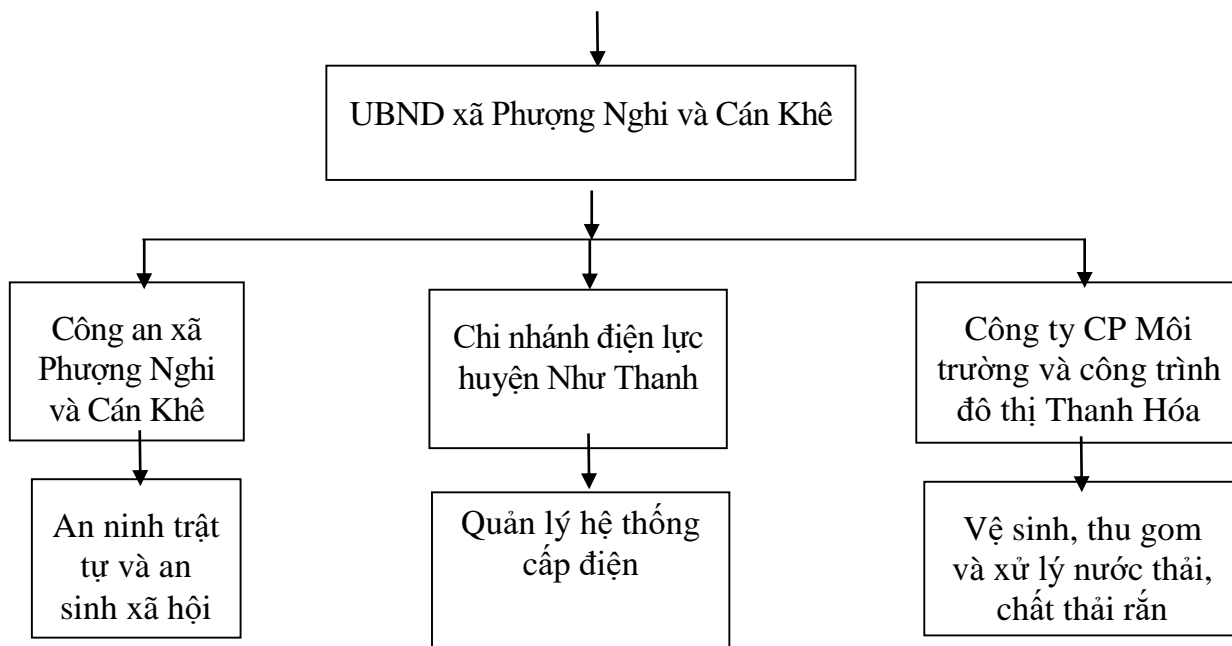 UBND xã Phượng Nghi và Cán Khê
Công an xã
Phượng Nghi
và Cán Khê
Chi nhánh điện lực
huyện Như Thanh
Công ty CP Môi
trường và công trình
đô thị Thanh Hóa
An ninh trật
tự và an
sinh xã hội
Quản lý hệ thống
cấp điện
Vệ sinh, thu gom
và xử lý nước thải,
chất thải rắn